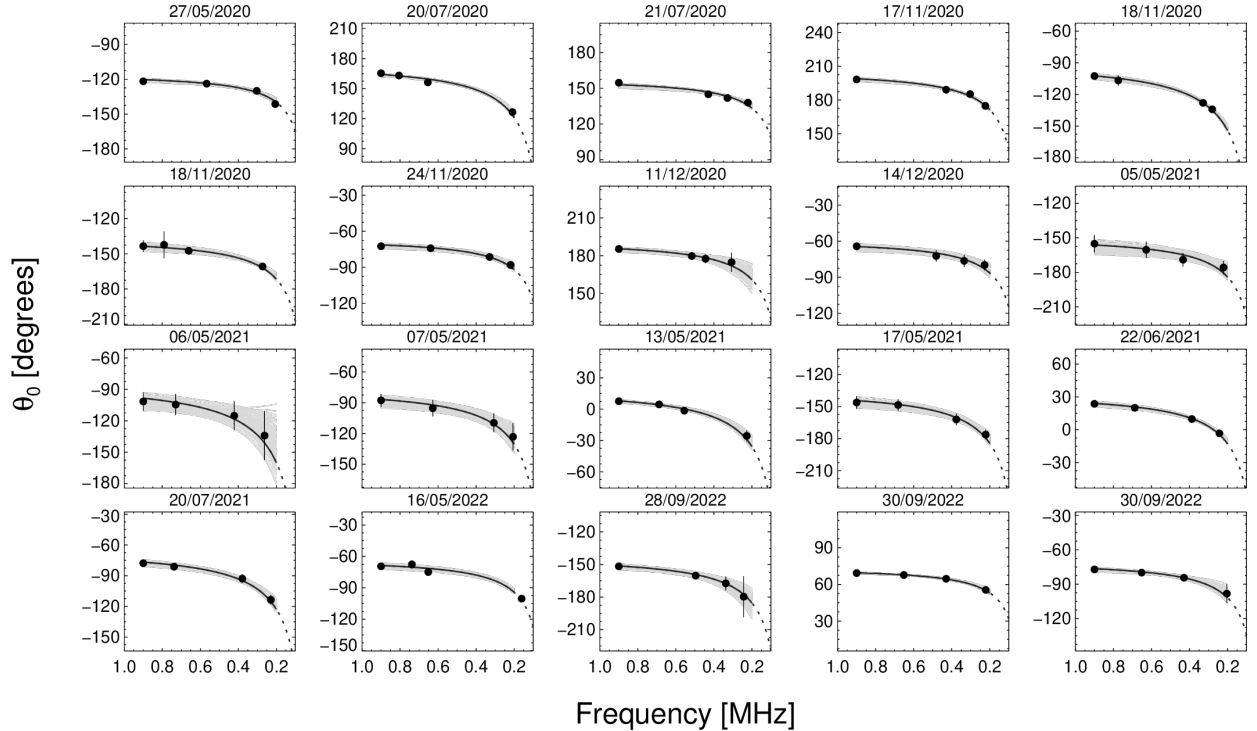 27/05/2020 20/07/2020 21/07/2020 17/11/2020 18/11/2020
−90 −120 −150 −180
210 180 150 120 90
180 150 120 90
240 210 180 150
−60 −90 −120 −150 −180
18/11/2020 24/11/2020 11/12/2020 14/12/2020 05/05/2021
−120 −150 −180 −210
−30 −60 −90 −120
210 180 150
−30 −60 −90 −120
−120 −150 −180 −210
θ0 [degrees]
06/05/2021 07/05/2021 13/05/2021 17/05/2021 22/06/2021
−60 −90 −120 −150 −180
−60 −90 −120 −150
30 0 −30 −60
−120 −150 −180 −210
60 30 0 −30
20/07/2021 16/05/2022 28/09/2022 30/09/2022 30/09/2022
−30 −60 −90 −120 −150
−30 −60 −90 −120 −150
−120 −150 −180 −210
90 60 30
−30 −60 −90 −120
1.0 0.8 0.6 0.4 0.2 1.0 0.8 0.6 0.4 0.2 1.0 0.8 0.6 0.4 0.2 1.0 0.8 0.6 0.4 0.2 1.0 0.8 0.6 0.4 0.2
Frequency [MHz]